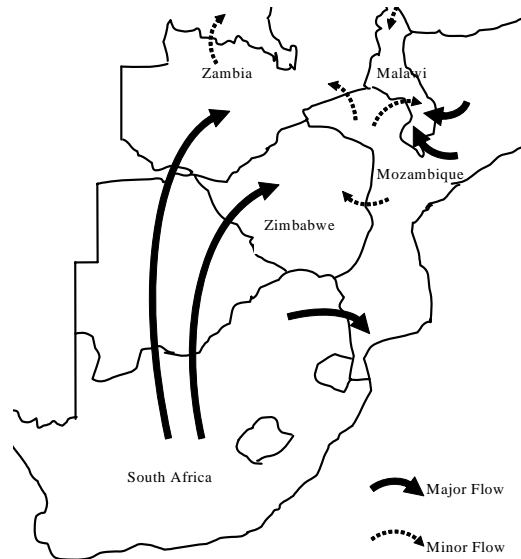 Zambia
Malawi
Mozambique
Zimbabwe
South Africa
Major Flow
Minor Flow